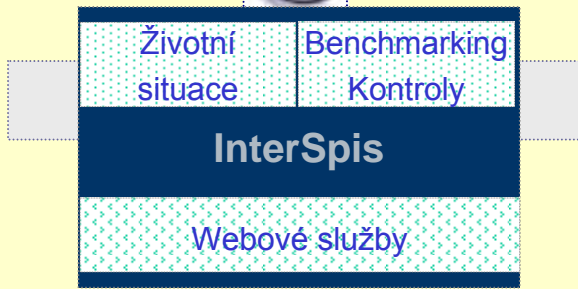 Životní
situace
Benchmarking
Kontroly
InterSpis
Webové služby